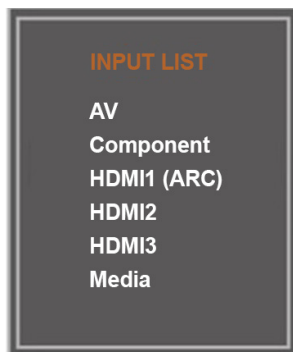 INPUT LIST
AV
Component
HDMI1 (ARC)
HDMI2
HDMI3
Media